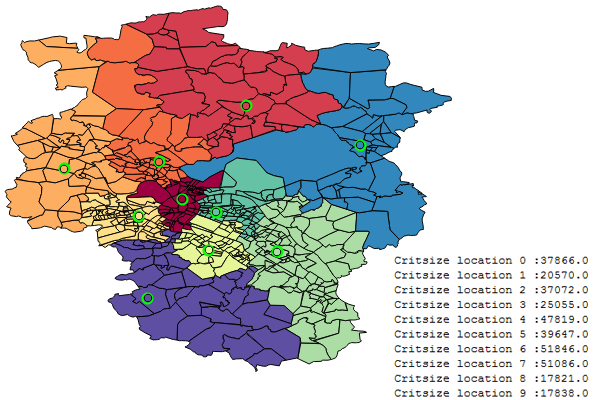 Critsize location 0 :37866.0
Critsize location 1 :20570.0
Critsize location 2 :37072.0
Critsize location 3 :25055.0
Critsize location 4 :47819.0
Critsize location 5 :39647.0
Critsize location 6 :51846.0
Critsize location 7 :51086.0
Critsize location 8 :17821.0
Critsize location 9 :17838.0